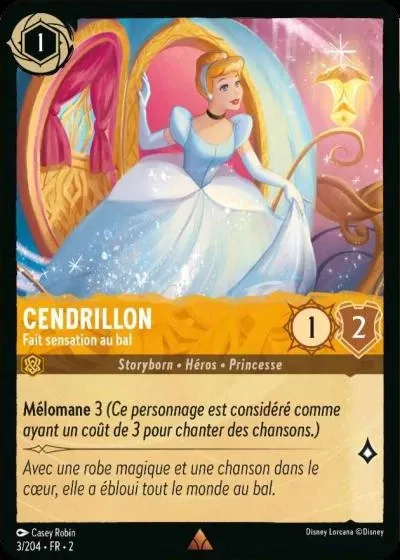 1
CENDRILLON
Fait sensation au bal
1
2
Storyborn • Héros • Princesse
Mélomane 3 (Ce personnage est considéré comme
ayant un coût de 3 pour chanter des chansons.)
Avec une robe magique et une chanson dans le
cœur, elle a ébloui tout le monde au bal.
Casey Robin
3/204 • FR • 2
Disney Lorcana ©Disney